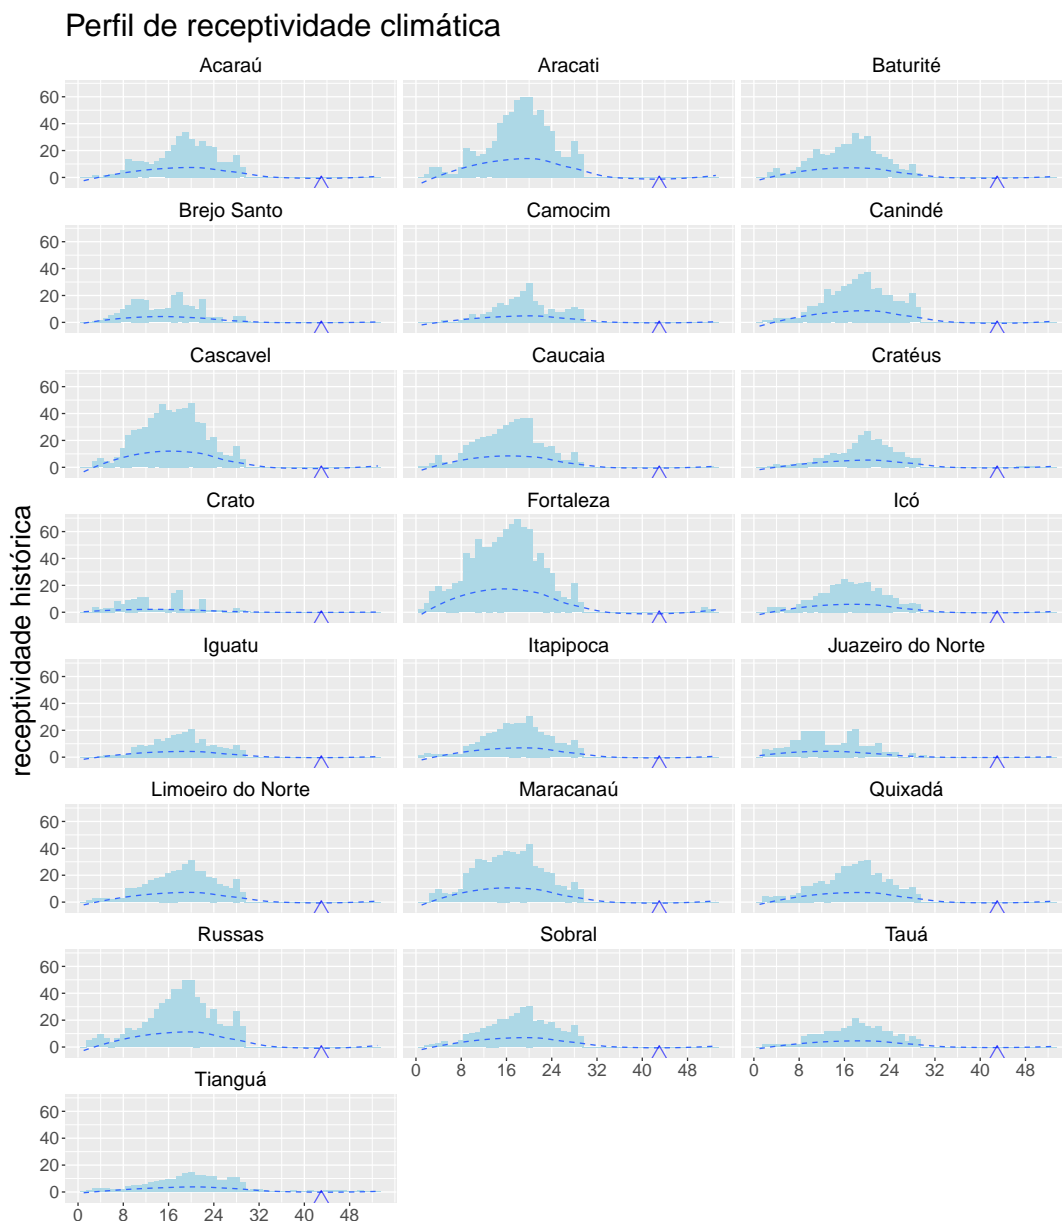 Perfil de receptividade climática
Acaraú Aracati Baturité
60
40
20
0
Brejo Santo Camocim Canindé
60
40
20
0
Cascavel Caucaia Cratéus
60
40
20
0
Crato Fortaleza Icó
60
40
20
0
receptividade histórica
Iguatu Itapipoca Juazeiro do Norte
60
40
20
0
Limoeiro do Norte Maracanaú Quixadá
60
40
20
0
Russas Sobral Tauá
60
40
20
0
0 8 16 24 32 40 48 0 8 16 24 32 40 48
Tianguá
60
40
20
0
0 8 16 24 32 40 48